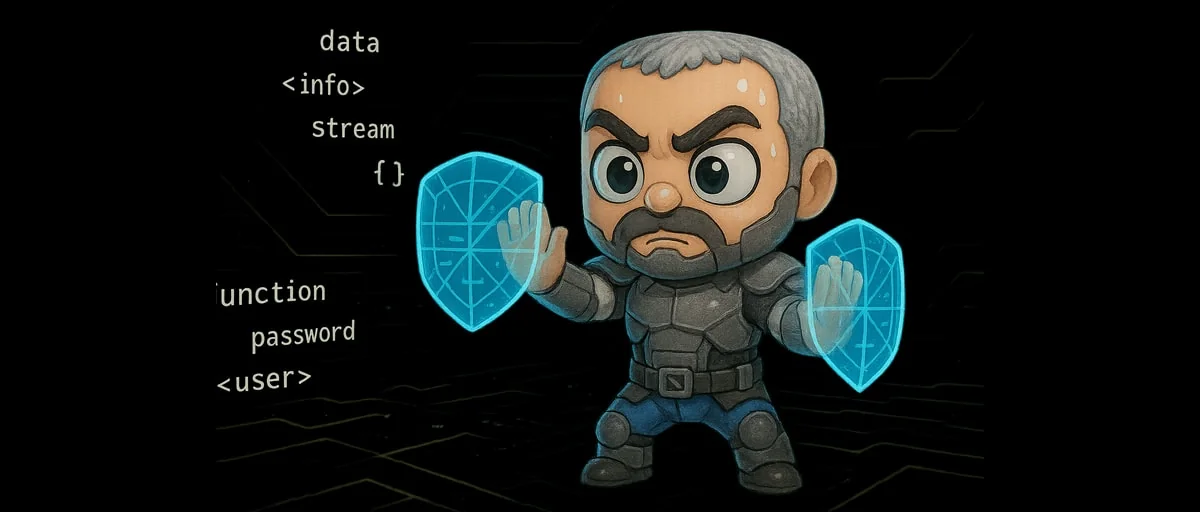 data
<info>
stream
{}
unction
password
<user>